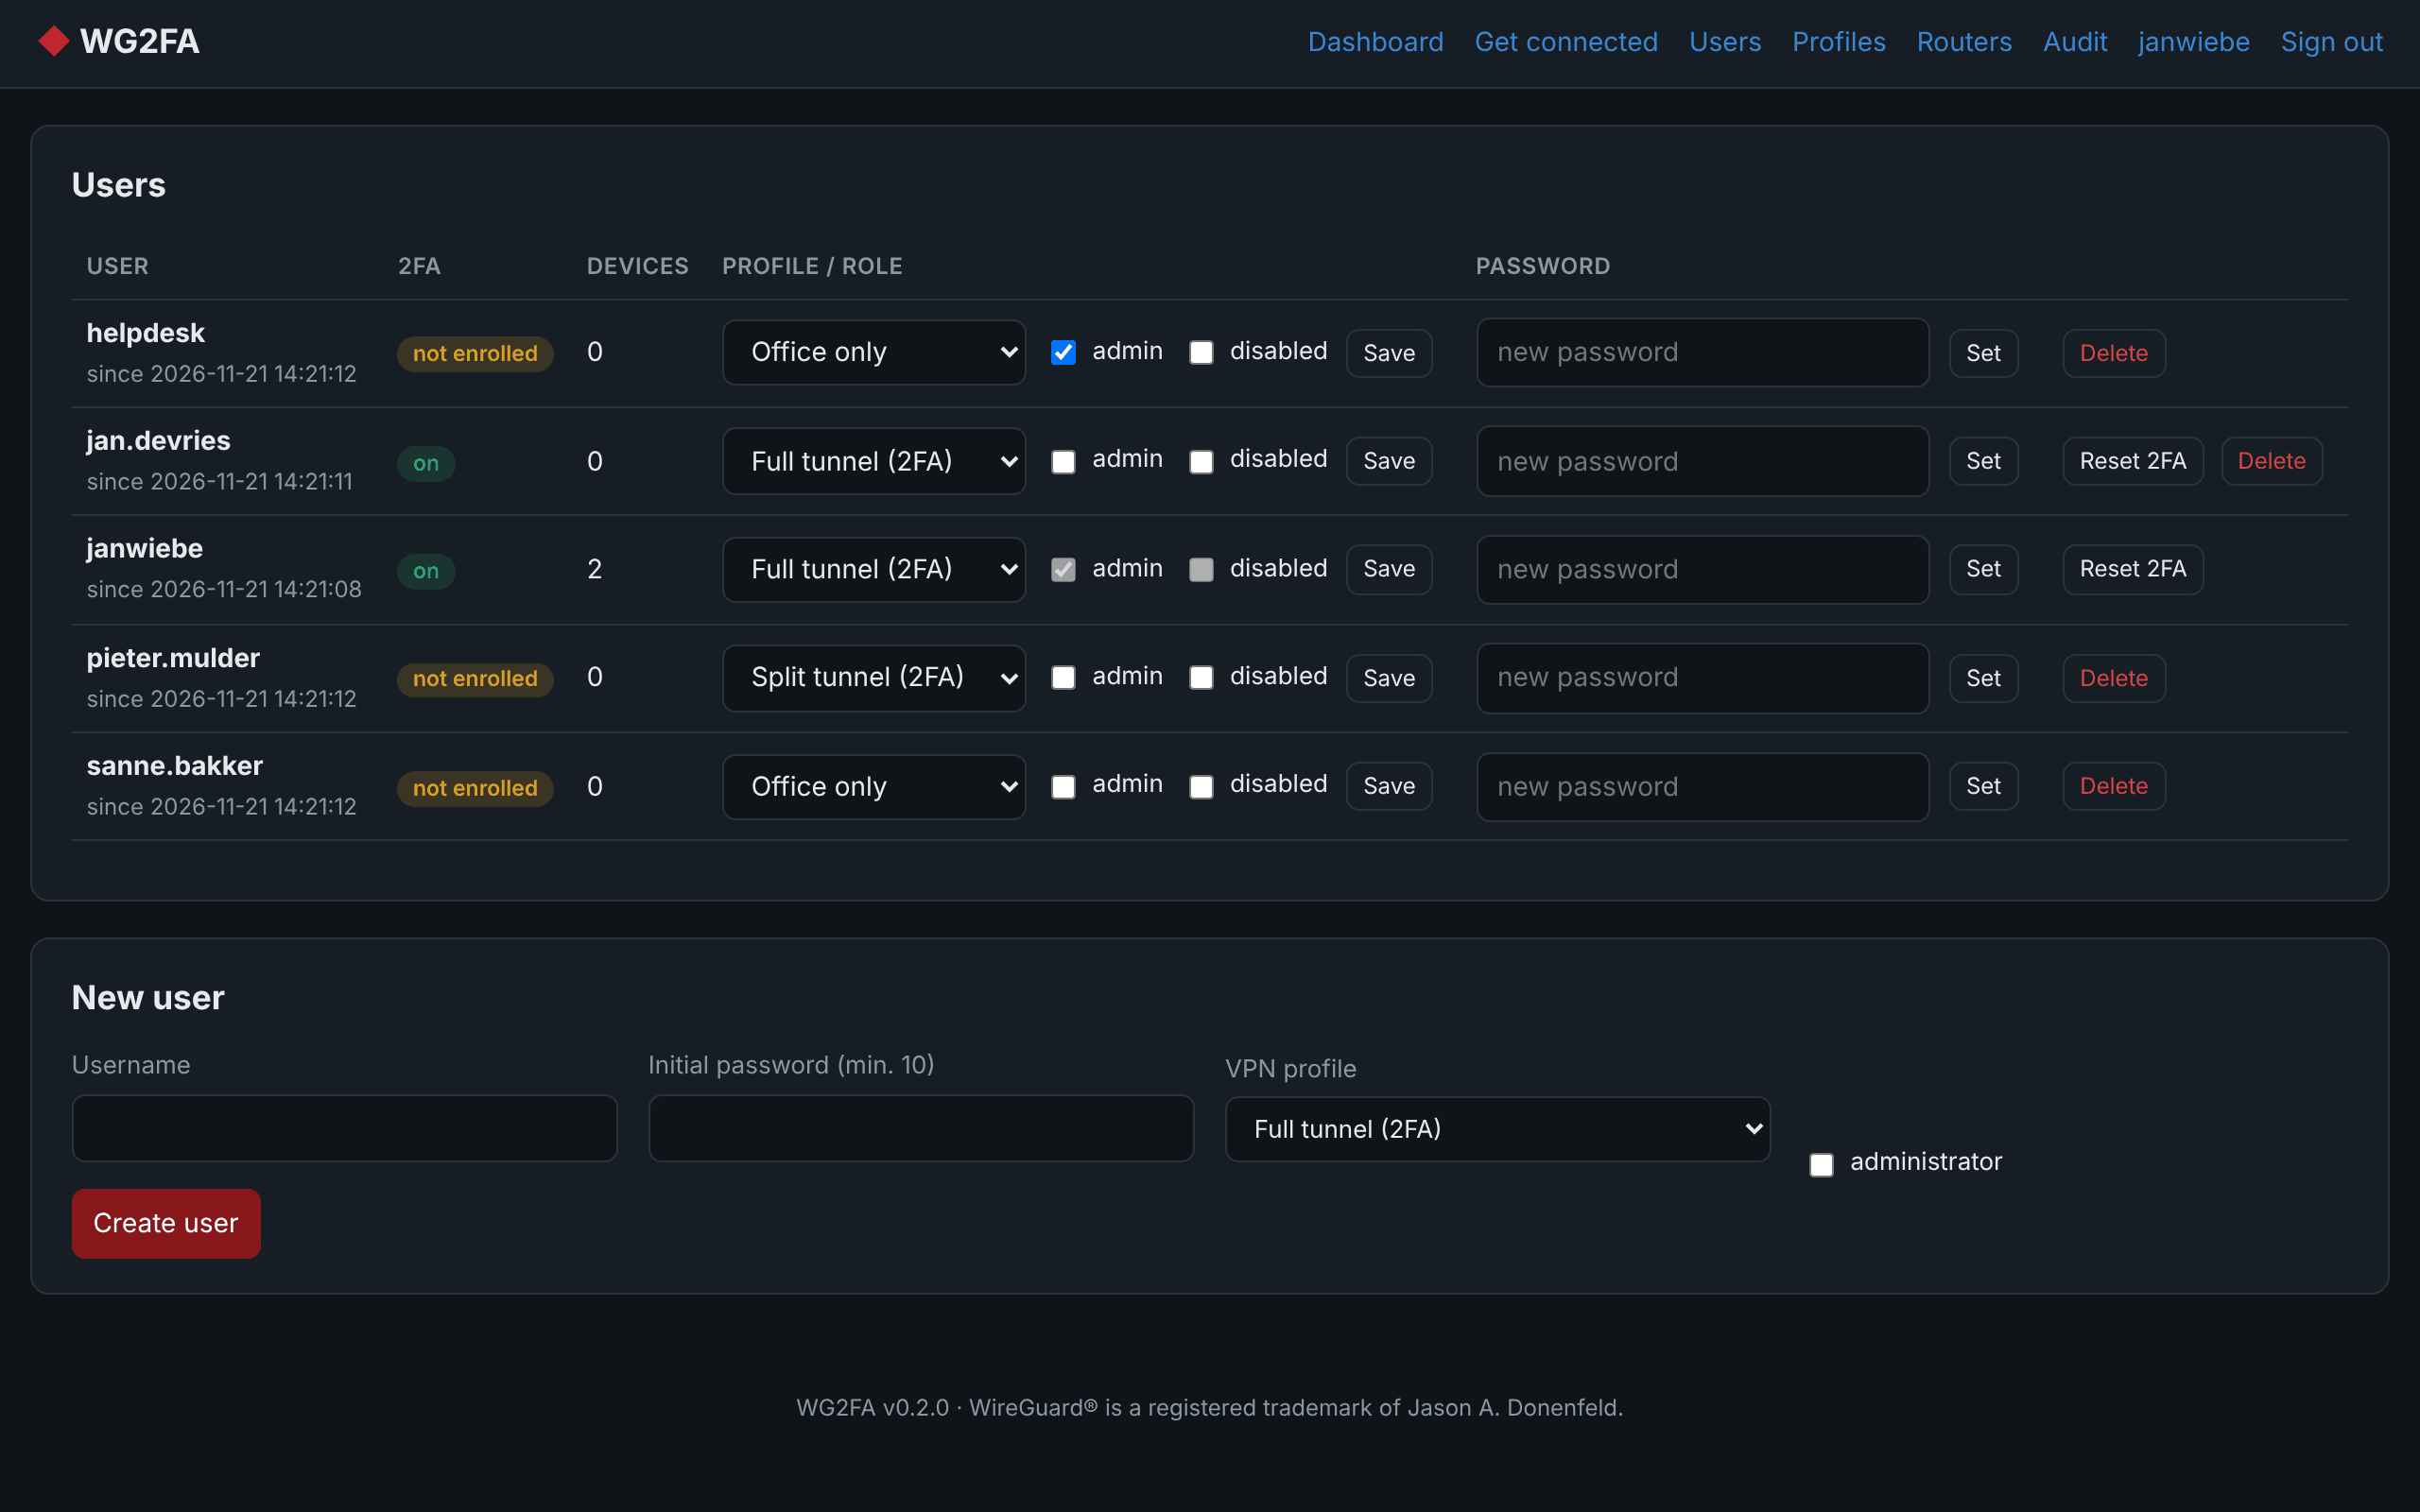 WG2FA Dashboard Get connected Users Profiles Routers Audit janwiebe Sign out
Users
USER 2FA DEVICES PROFILE / ROLE PASSWORD
helpdesk
since 2026-11-21 14:21:12 not enrolled 0 Office only admin disabled Save new password Set Delete
jan.devries
since 2026-11-21 14:21:11 on 0 Full tunnel (2FA) admin disabled Save new password Set Reset 2FA Delete
janwiebe
since 2026-11-21 14:21:08 on 2 Full tunnel (2FA) admin disabled Save new password Set Reset 2FA
pieter.mulder
since 2026-11-21 14:21:12 not enrolled 0 Split tunnel (2FA) admin disabled Save new password Set Delete
sanne.bakker
since 2026-11-21 14:21:12 not enrolled 0 Office only admin disabled Save new password Set Delete
New user
Username Initial password (min. 10) VPN profile
Full tunnel (2FA) administrator
Create user
WG2FA v0.2.0 · WireGuard® is a registered trademark of Jason A. Donenfeld.